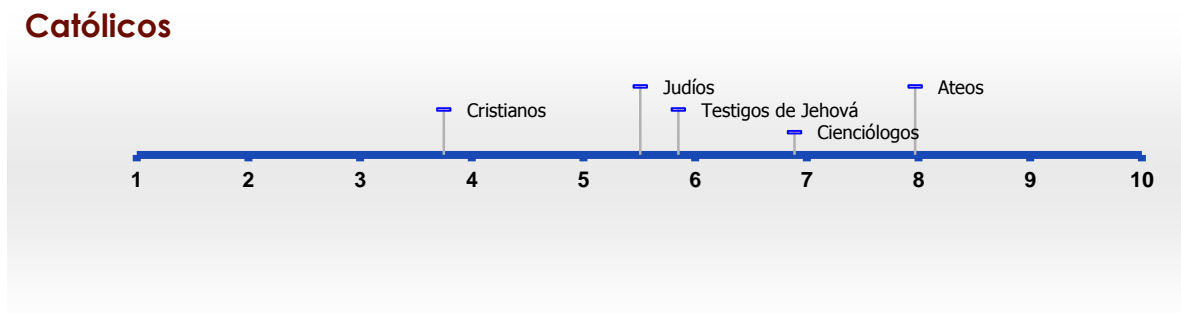 Católicos
Judíos
Ateos
Cristianos
Testigos de Jehová
Cienciólogos
1 2 3 4 5 6 7 8 9 10